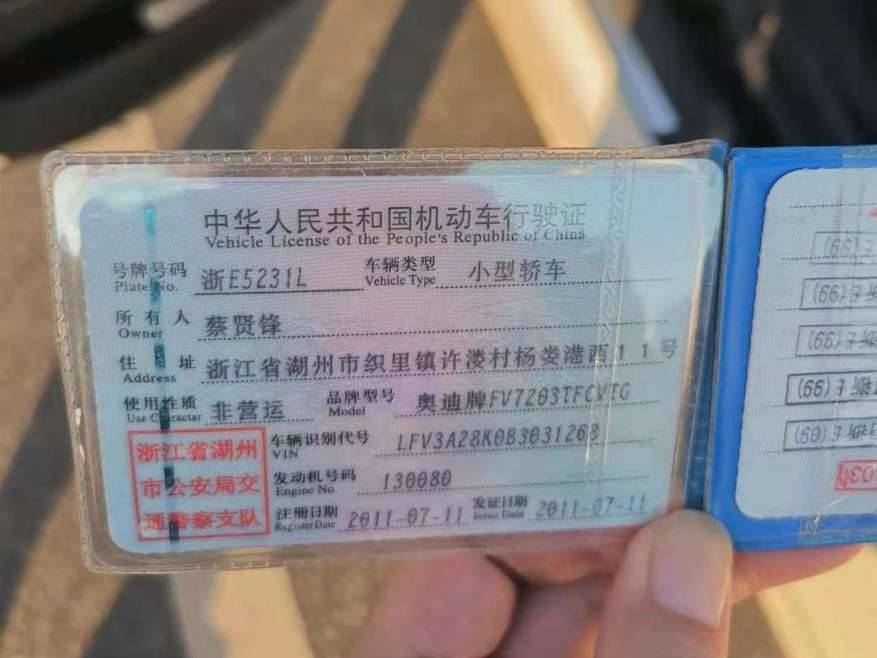 中华人民共和国机动车行驶证
Vehicle License of the People's Republic of China
号牌号码 浙E5231L 车辆类型 小型轿车
Plate No. Vehicle Type
所有人 蔡贤锋
Owner
住址 浙江省湖州市织里镇许溇村杨娄港西11号
Address
使用性质 非营运 品牌型号 奥迪牌FV7203TFCVTG
Use Character Model
浙江省湖州
市公安局交
通警察支队
车辆识别代号 LFV3A28K0B3031268
VIN
发动机号码 130080
Engine No.
注册日期 2011-07-11 发证日期 2011-07-11
Register Date Issue Date